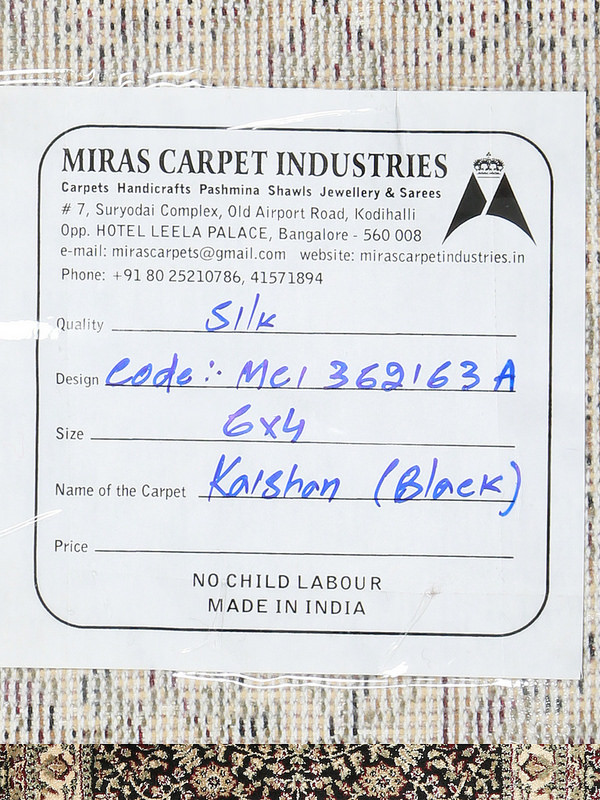 MIRAS CARPET INDUSTRIES
Carpets Handicrafts Pashmina Shawls Jewellery & Sarees
# 7, Suryodai Complex, Old Airport Road, Kodihalli
Opp. HOTEL LEELA PALACE, Bangalore - 560 008
e-mail: mirascarpets@gmail.com website: mirascarpetindustries.in
Phone: +91 80 25210786, 41571894
Quality Silk
Design Code:- MCI 362163 A
Size 6x4
Name of the Carpet Kaishan (Black)
Price
NO CHILD LABOUR
MADE IN INDIA